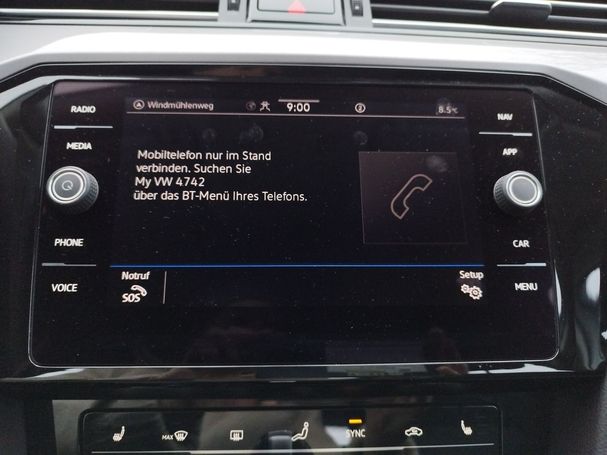 RADIO
MEDIA
PHONE
VOICE
Windmühlenweg 9:00 2 8.5°C
Mobiltelefon nur im Stand
verbinden. Suchen Sie
My VW 4742
über das BT-Menü Ihres Telefons.
Notruf
SOS
Setup
NAV
APP
CAR
MENU
MAX
SYNC